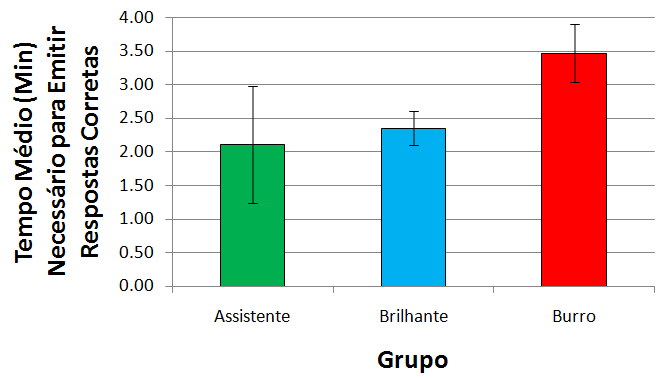 Tempo Médio (Min)
Necessário para Emitir
Respostas Corretas
4.00
3.50
3.00
2.50
2.00
1.50
1.00
0.50
0.00
Assistente
Brilhante
Burro
Grupo